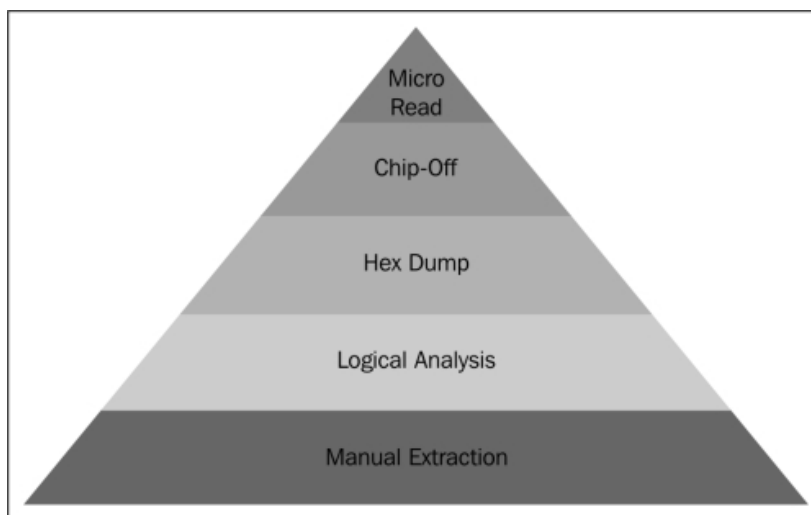 Micro
Read
Chip-Off
Hex Dump
Logical Analysis
Manual Extraction